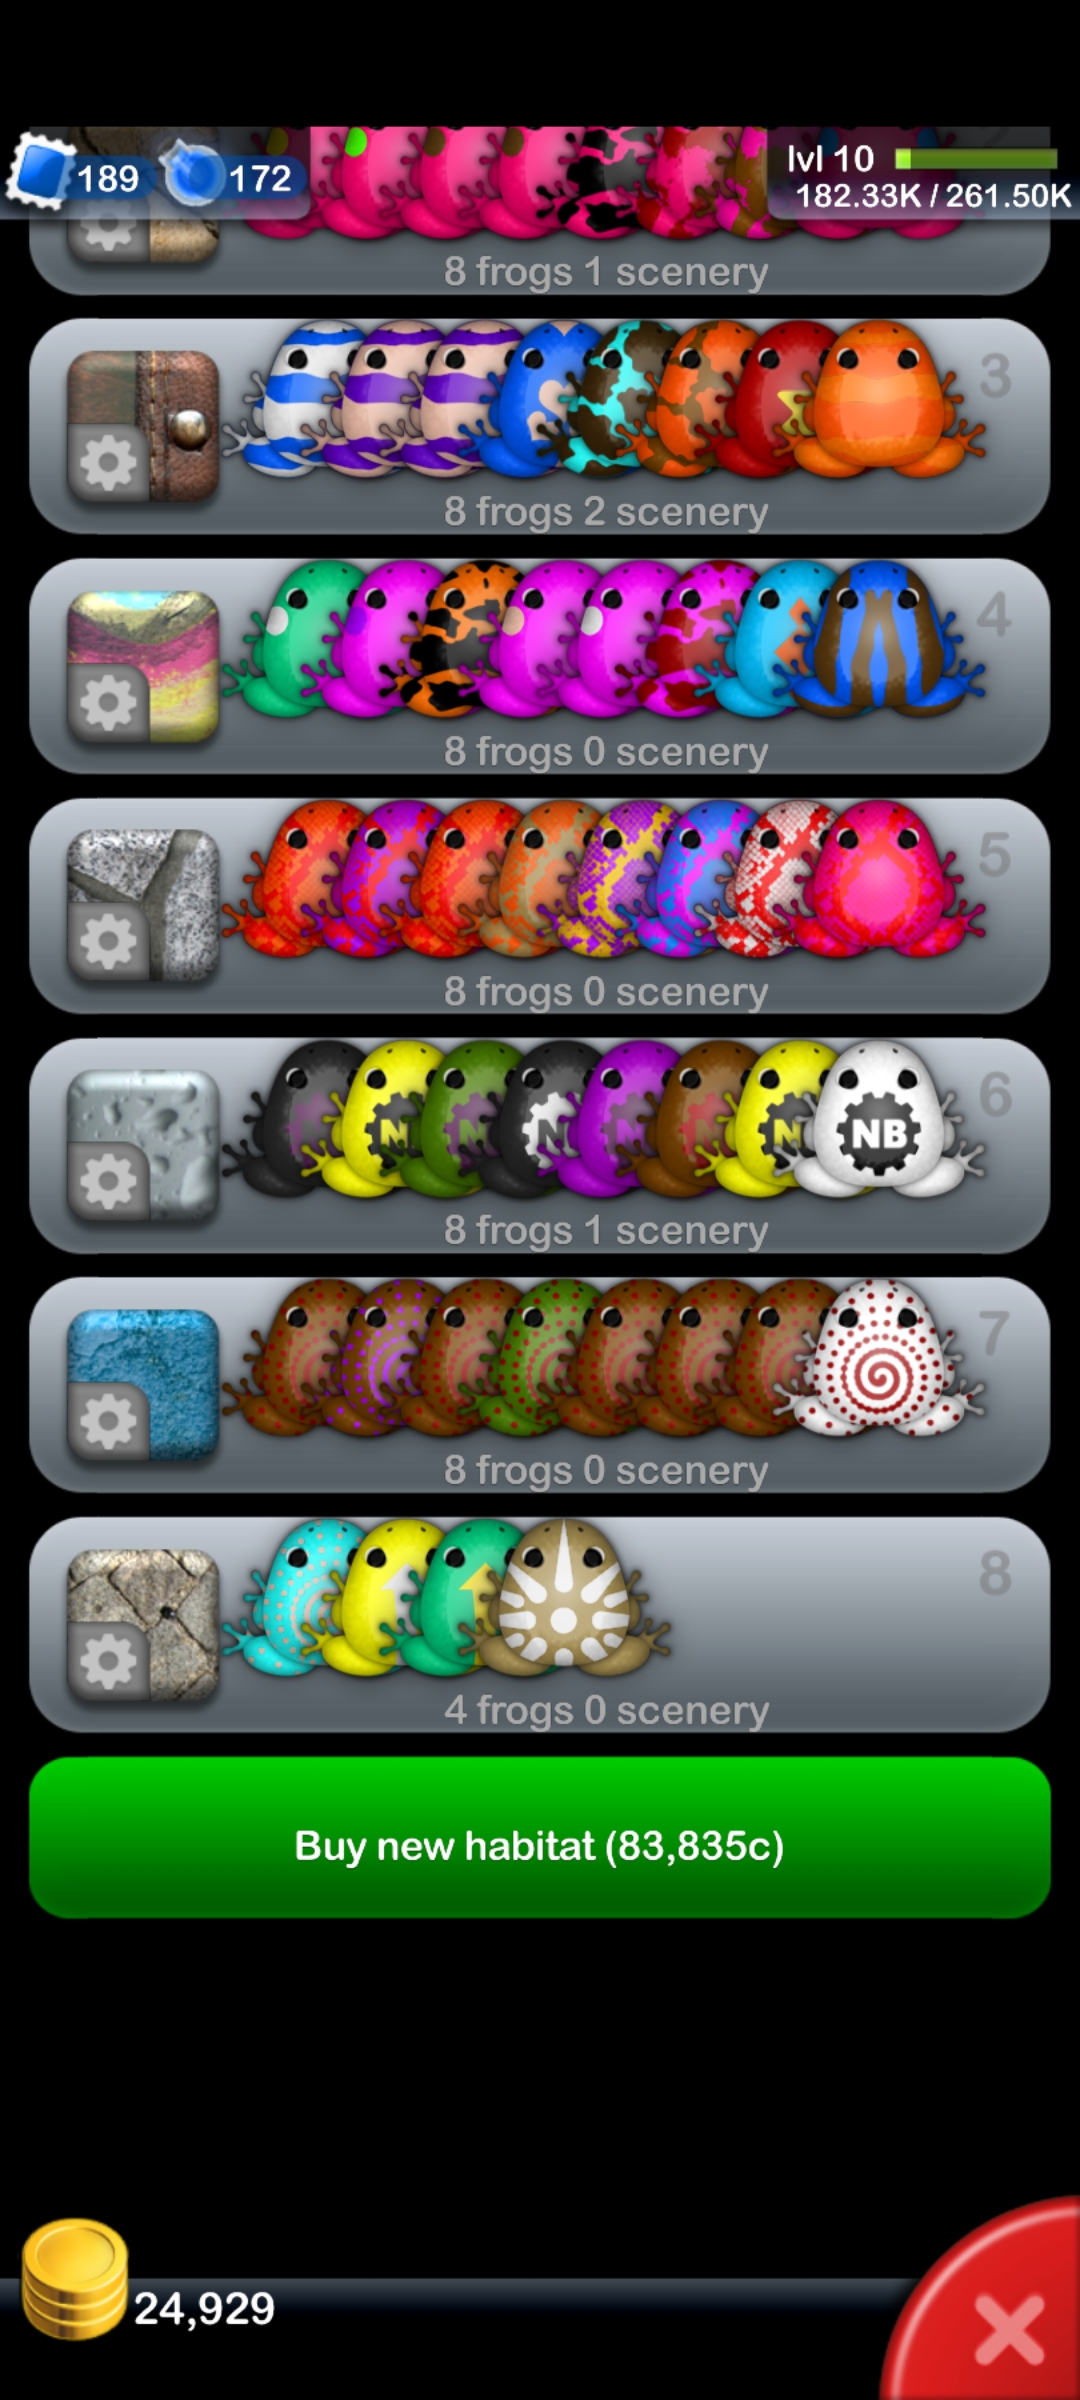 189 172 lvl 10
182.33K / 261.50K
8 frogs 1 scenery
3
8 frogs 2 scenery
4
8 frogs 0 scenery
5
8 frogs 0 scenery
6
N N N N N NB
8 frogs 1 scenery
7
8 frogs 0 scenery
8
4 frogs 0 scenery
Buy new habitat (83,835c)
24,929